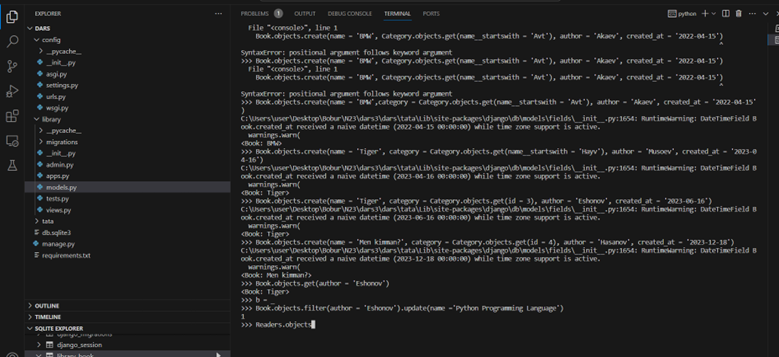 EXPLORER
PROBLEMS 1 OUTPUT DEBUG CONSOLE TERMINAL PORTS
python
DARS
config
__pycache__
__init__.py
asgi.py
settings.py
urls.py
wsgi.py
library
__pycache__
migrations
__init__.py
admin.py
apps.py
models.py
tests.py
views.py
tata
db.sqlite3
manage.py
requirements.txt
OUTLINE
TIMELINE
SQLITE EXPLORER
django_migrations
django_session
library_book
File "<console>", line 1
Book.objects.create(name = 'BMW', Category.objects.get(name__startswith = 'Avt'), author = 'Akaev', created_at = '2022-04-15')
^
SyntaxError: positional argument follows keyword argument
>>> Book.objects.create(name = 'BMW', Category.objects.get(name__startswith = 'Avt'), author = 'Akaev', created_at = '2022-04-15')
File "<console>", line 1
Book.objects.create(name = 'BMW', Category.objects.get(name__startswith = 'Avt'), author = 'Akaev', created_at = '2022-04-15')
^
SyntaxError: positional argument follows keyword argument
>>> Book.objects.create(name = 'BMW',category = Category.objects.get(name__startswith = 'Avt'), author = 'Akaev', created_at = '2022-04-15'
)
C:\Users\user\Desktop\Bobur\N23\dars3\dars\tata\Lib\site-packages\django\db\models\fields\__init__.py:1654: RuntimeWarning: DateTimeField B
ook.created_at received a naive datetime (2022-04-15 00:00:00) while time zone support is active.
warnings.warn(
<Book: BMW>
>>> Book.objects.create(name = 'Tiger', category = Category.objects.get(name__startswith = 'Hayv'), author = 'Musoev', created_at = '2023-0
4-16')
C:\Users\user\Desktop\Bobur\N23\dars3\dars\tata\Lib\site-packages\django\db\models\fields\__init__.py:1654: RuntimeWarning: DateTimeField B
ook.created_at received a naive datetime (2023-04-16 00:00:00) while time zone support is active.
warnings.warn(
<Book: Tiger>
>>> Book.objects.create(name = 'Tiger', category = Category.objects.get(id = 3), author = 'Eshonov', created_at = '2023-06-16')
C:\Users\user\Desktop\Bobur\N23\dars3\dars\tata\Lib\site-packages\django\db\models\fields\__init__.py:1654: RuntimeWarning: DateTimeField B
ook.created_at received a naive datetime (2023-06-16 00:00:00) while time zone support is active.
warnings.warn(
<Book: Tiger>
>>> Book.objects.create(name = 'Men kimman?', category = Category.objects.get(id = 4), author = 'Hasanov', created_at = '2023-12-18')
C:\Users\user\Desktop\Bobur\N23\dars3\dars\tata\Lib\site-packages\django\db\models\fields\__init__.py:1654: RuntimeWarning: DateTimeField B
ook.created_at received a naive datetime (2023-12-18 00:00:00) while time zone support is active.
warnings.warn(
<Book: Men kimman?>
>>> Book.objects.get(author = 'Eshonov')
<Book: Tiger>
>>> b = _
>>> Book.objects.filter(author = 'Eshonov').update(name ='Python Programming Language')
1
>>> Readers.objects